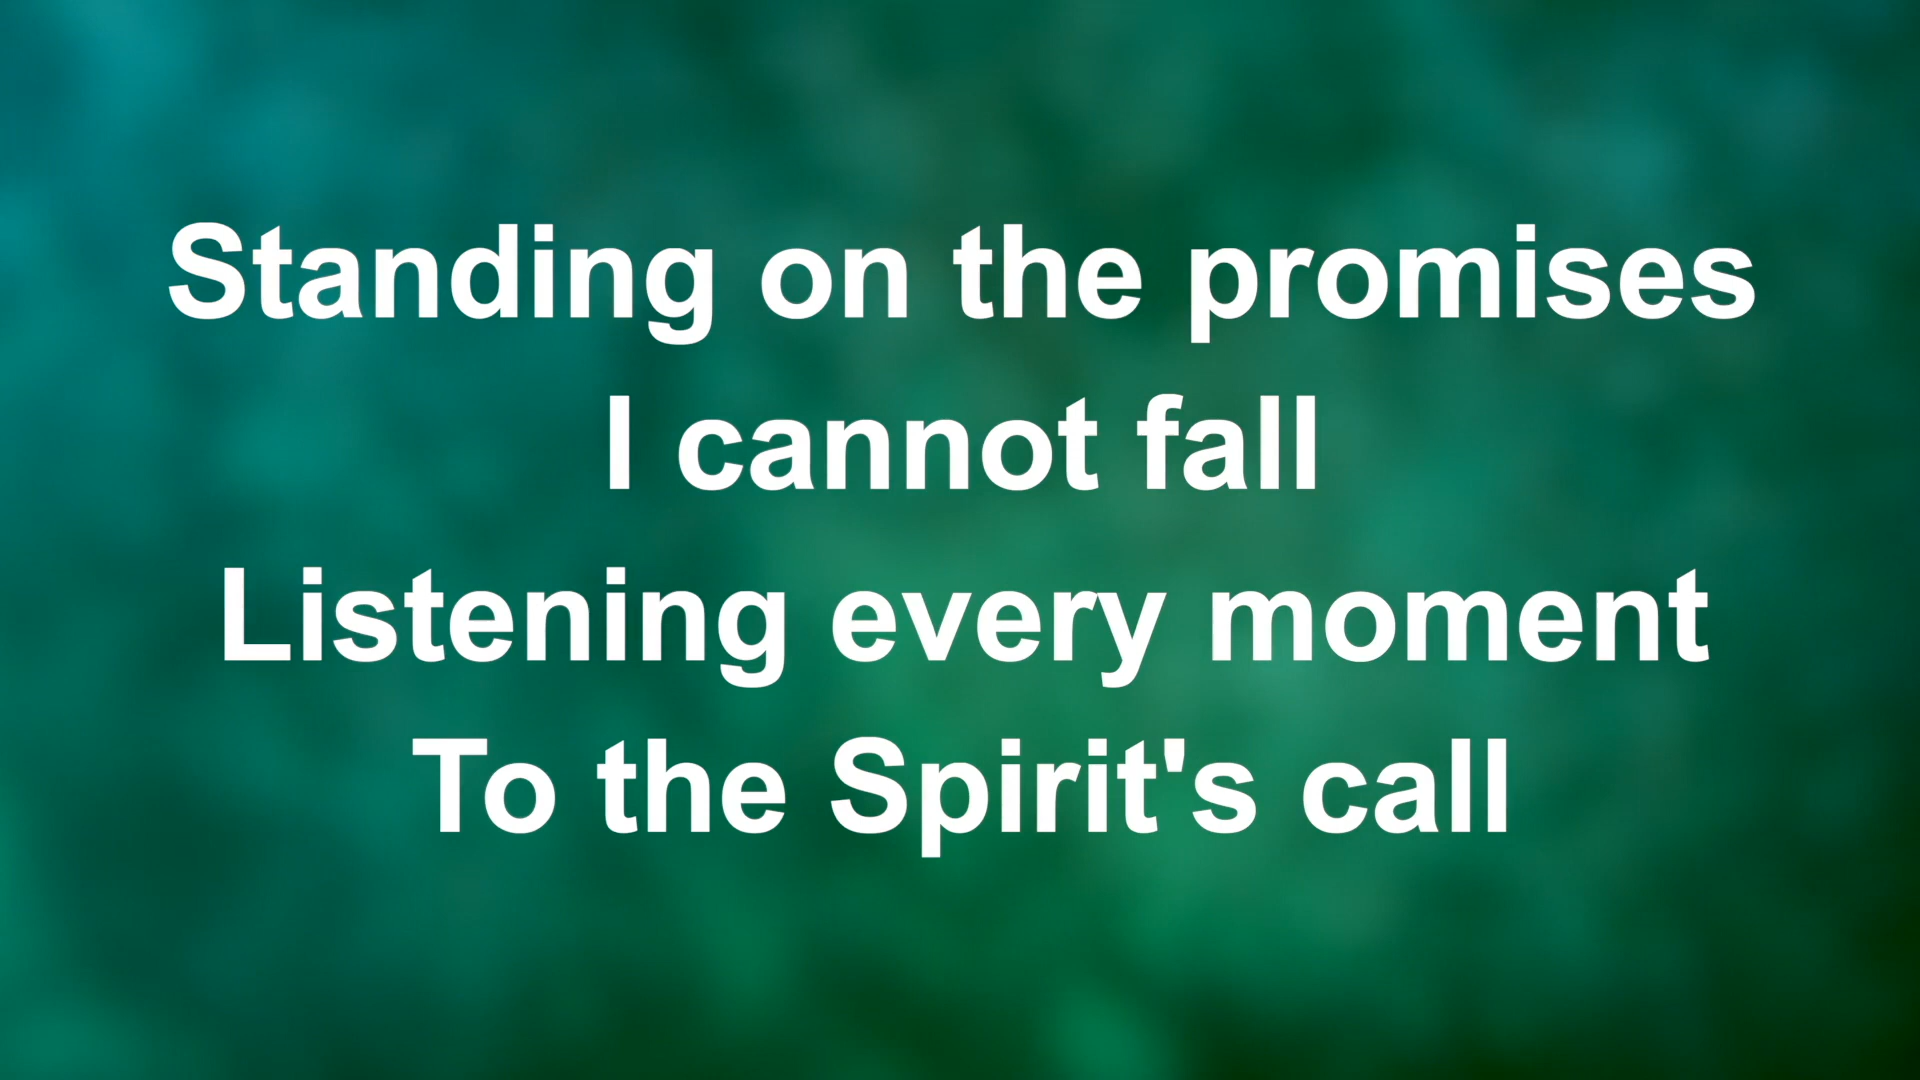 Standing on the promises
I cannot fall
Listening every moment
To the Spirit's call